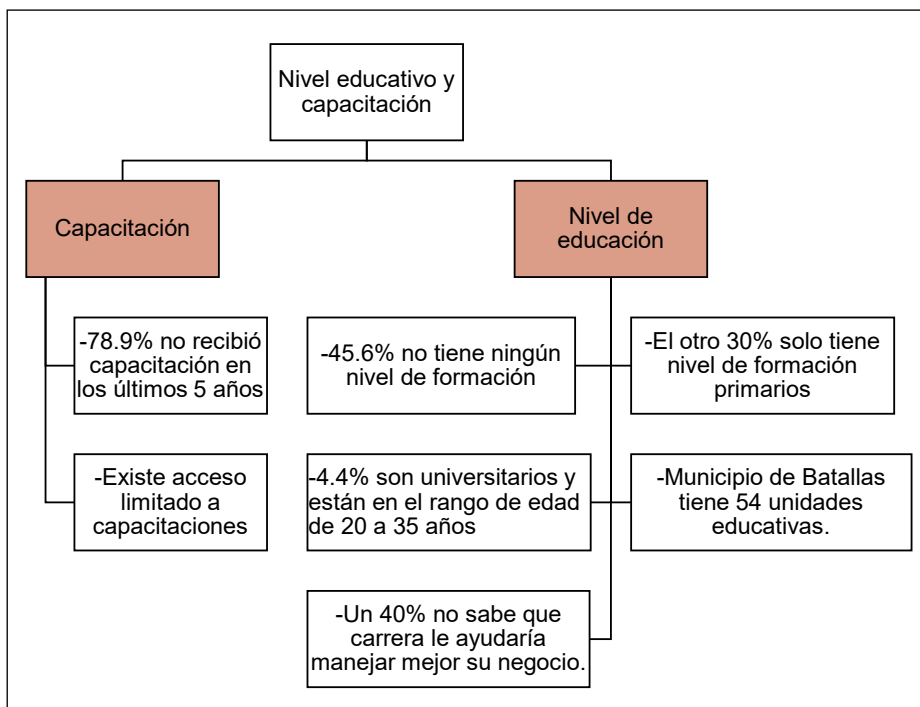 Nivel educativo y
capacitación
Capacitación
Nivel de
educación
-78.9% no recibió
capacitación en
los últimos 5 años
-45.6% no tiene ningún
nivel de formación
-El otro 30% solo tiene
nivel de formación
primarios
-Existe acceso
limitado a
capacitaciones
-4.4% son universitarios y
están en el rango de edad
de 20 a 35 años
-Municipio de Batallas
tiene 54 unidades
educativas.
-Un 40% no sabe que
carrera le ayudaría
manejar mejor su negocio.